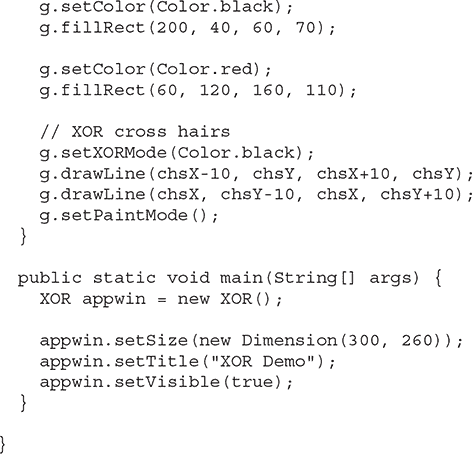 g.setColor(Color.black);
g.fillRect(200, 40, 60, 70);
g.setColor(Color.red);
g.fillRect(60, 120, 160, 110);
// XOR cross hairs
g.setXORMode(Color.black);
g.drawLine(chsX-10, chsY, chsX+10, chsY);
g.drawLine(chsX, chsY-10, chsX, chsY+10);
g.setPaintMode();
}
public static void main(String[] args) {
XOR appwin = new XOR();
appwin.setSize(new Dimension(300, 260));
appwin.setTitle("XOR Demo");
appwin.setVisible(true);
}
}